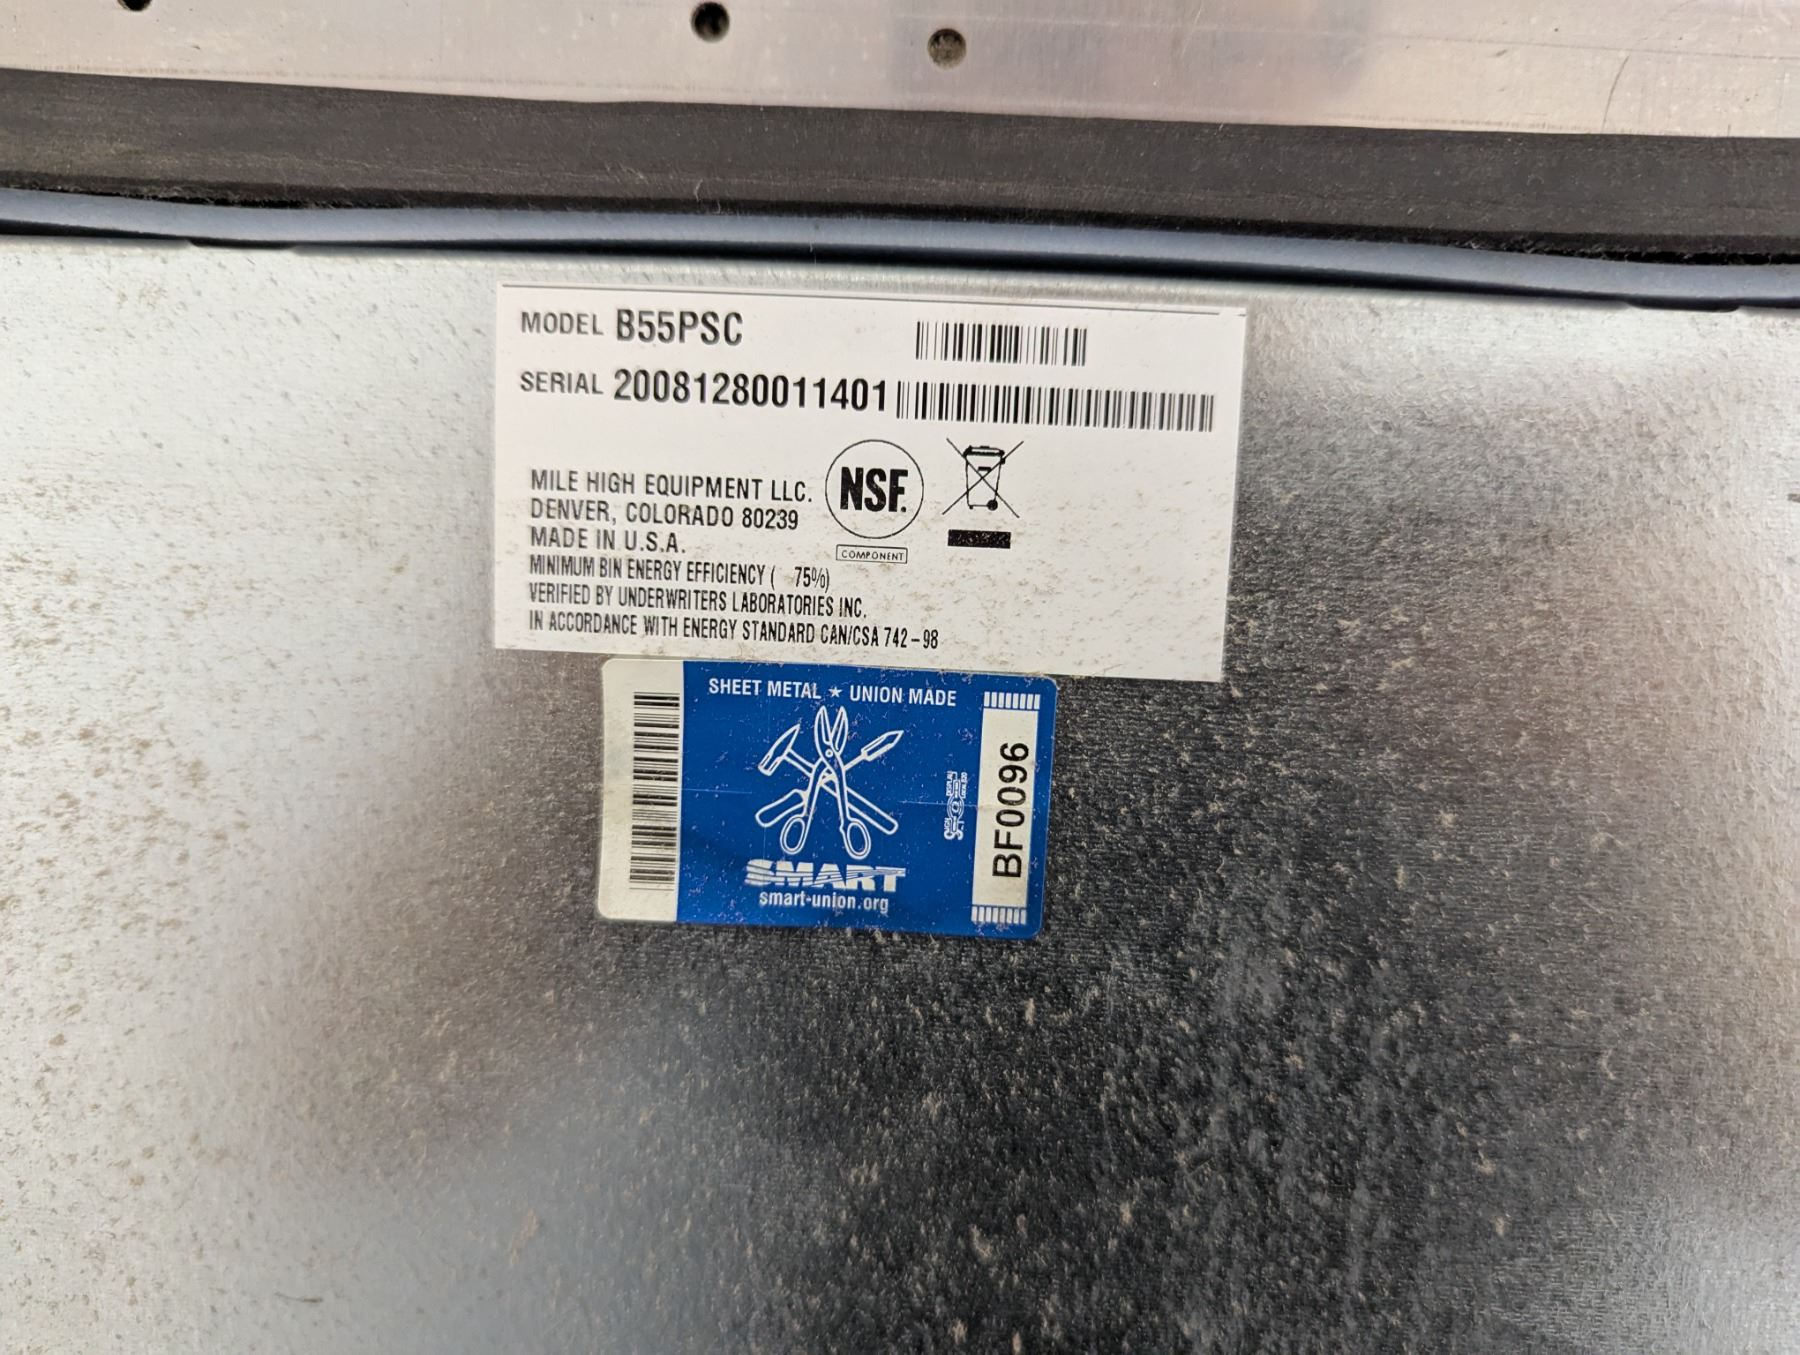 MODEL B55PSC
SERIAL 20081280011401
MILE HIGH EQUIPMENT LLC.
DENVER, COLORADO 80239
MADE IN U.S.A.
NSF.
COMPONENT
MINIMUM BIN ENERGY EFFICIENCY ( 75%)
VERIFIED BY UNDERWRITERS LABORATORIES INC.
IN ACCORDANCE WITH ENERGY STANDARD CAN/CSA 742-98
SHEET METAL ★ UNION MADE
SMART
smart-union.org
BF0096